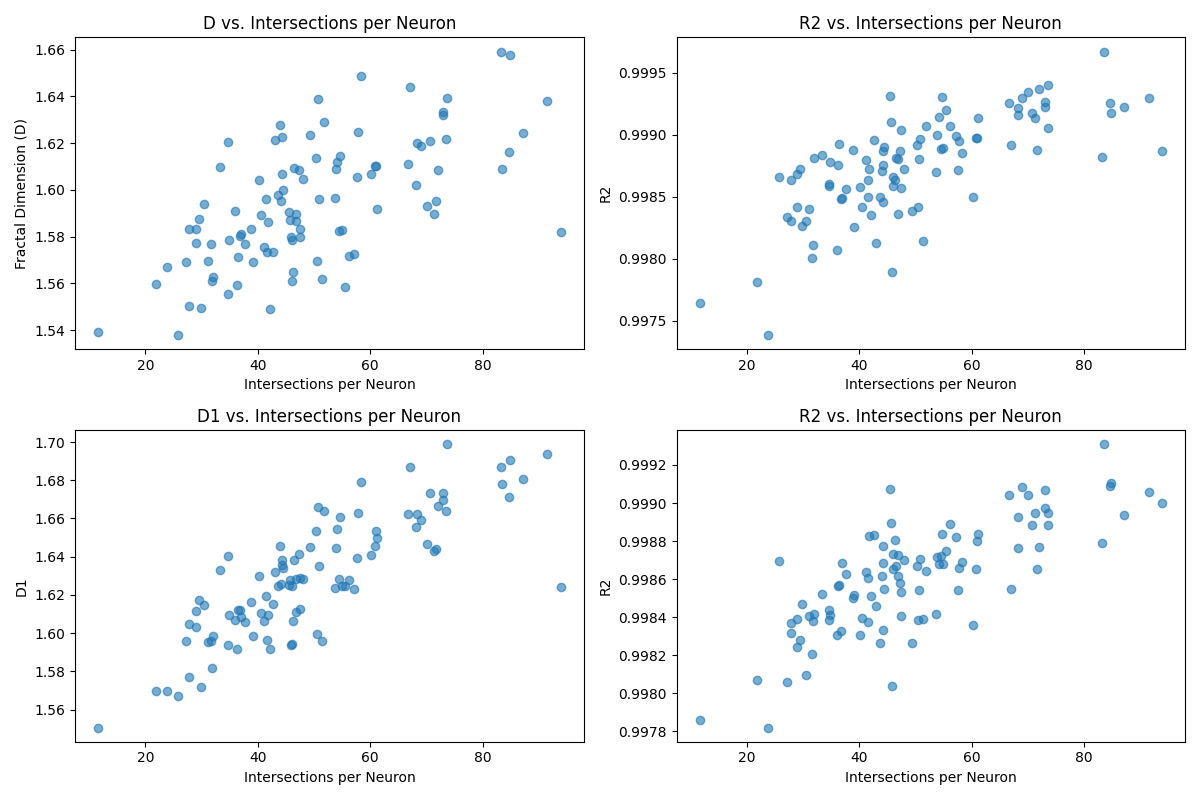 D vs. Intersections per Neuron
Fractal Dimension (D)
1.66
1.64
1.62
1.60
1.58
1.56
1.54
20 40 60 80
Intersections per Neuron
R2 vs. Intersections per Neuron
R2
0.9995
0.9990
0.9985
0.9980
0.9975
20 40 60 80
Intersections per Neuron
D1 vs. Intersections per Neuron
D1
1.70
1.68
1.66
1.64
1.62
1.60
1.58
1.56
20 40 60 80
Intersections per Neuron
R2 vs. Intersections per Neuron
R2
0.9992
0.9990
0.9988
0.9986
0.9984
0.9982
0.9980
0.9978
20 40 60 80
Intersections per Neuron